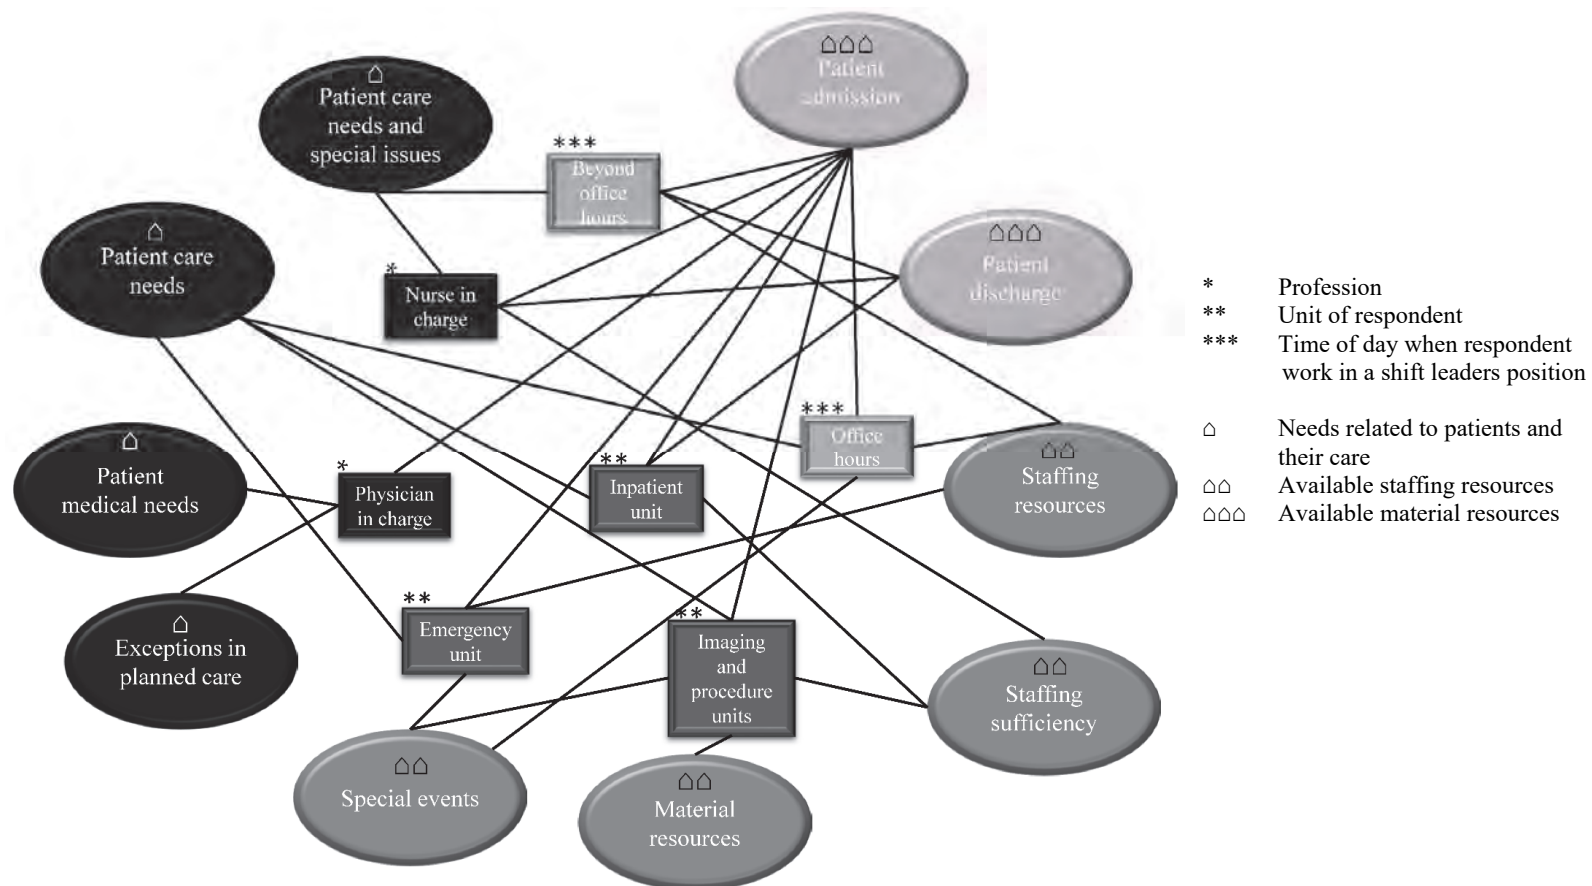 ⌂⌂⌂
Patient
admission
⌂
Patient care
needs and
special issues
***
Beyond
office
hours
⌂
Patient care
needs
⌂⌂⌂
Patient
discharge
*
Nurse in
charge
* Profession
** Unit of respondent
*** Time of day when respondent
work in a shift leaders position
⌂ Needs related to patients and
their care
⌂⌂ Available staffing resources
⌂⌂⌂ Available material resources
***
Office
hours
⌂
Patient
medical needs
*
Physician
in charge
**
Inpatient
unit
⌂⌂
Staffing
resources
⌂
Exceptions in
planned care
**
Emergency
unit
**
Imaging
and
procedure
units
⌂⌂
Staffing
sufficiency
⌂⌂
Special events
⌂⌂
Material
resources